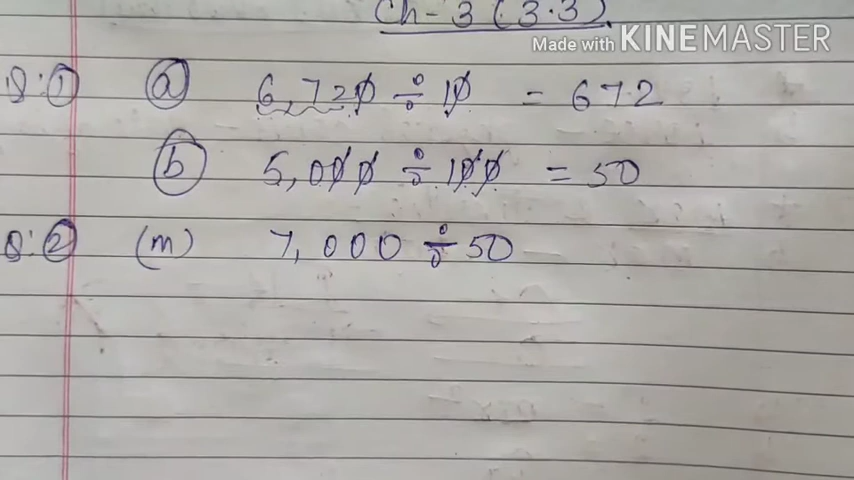 Ch-3 (3.3).
Made with KINEMASTER
Q:1 a 6,720 ÷ 10 = 672
b 5,000 ÷ 100 = 50
Q:2 (m) 7,000 ÷ 50